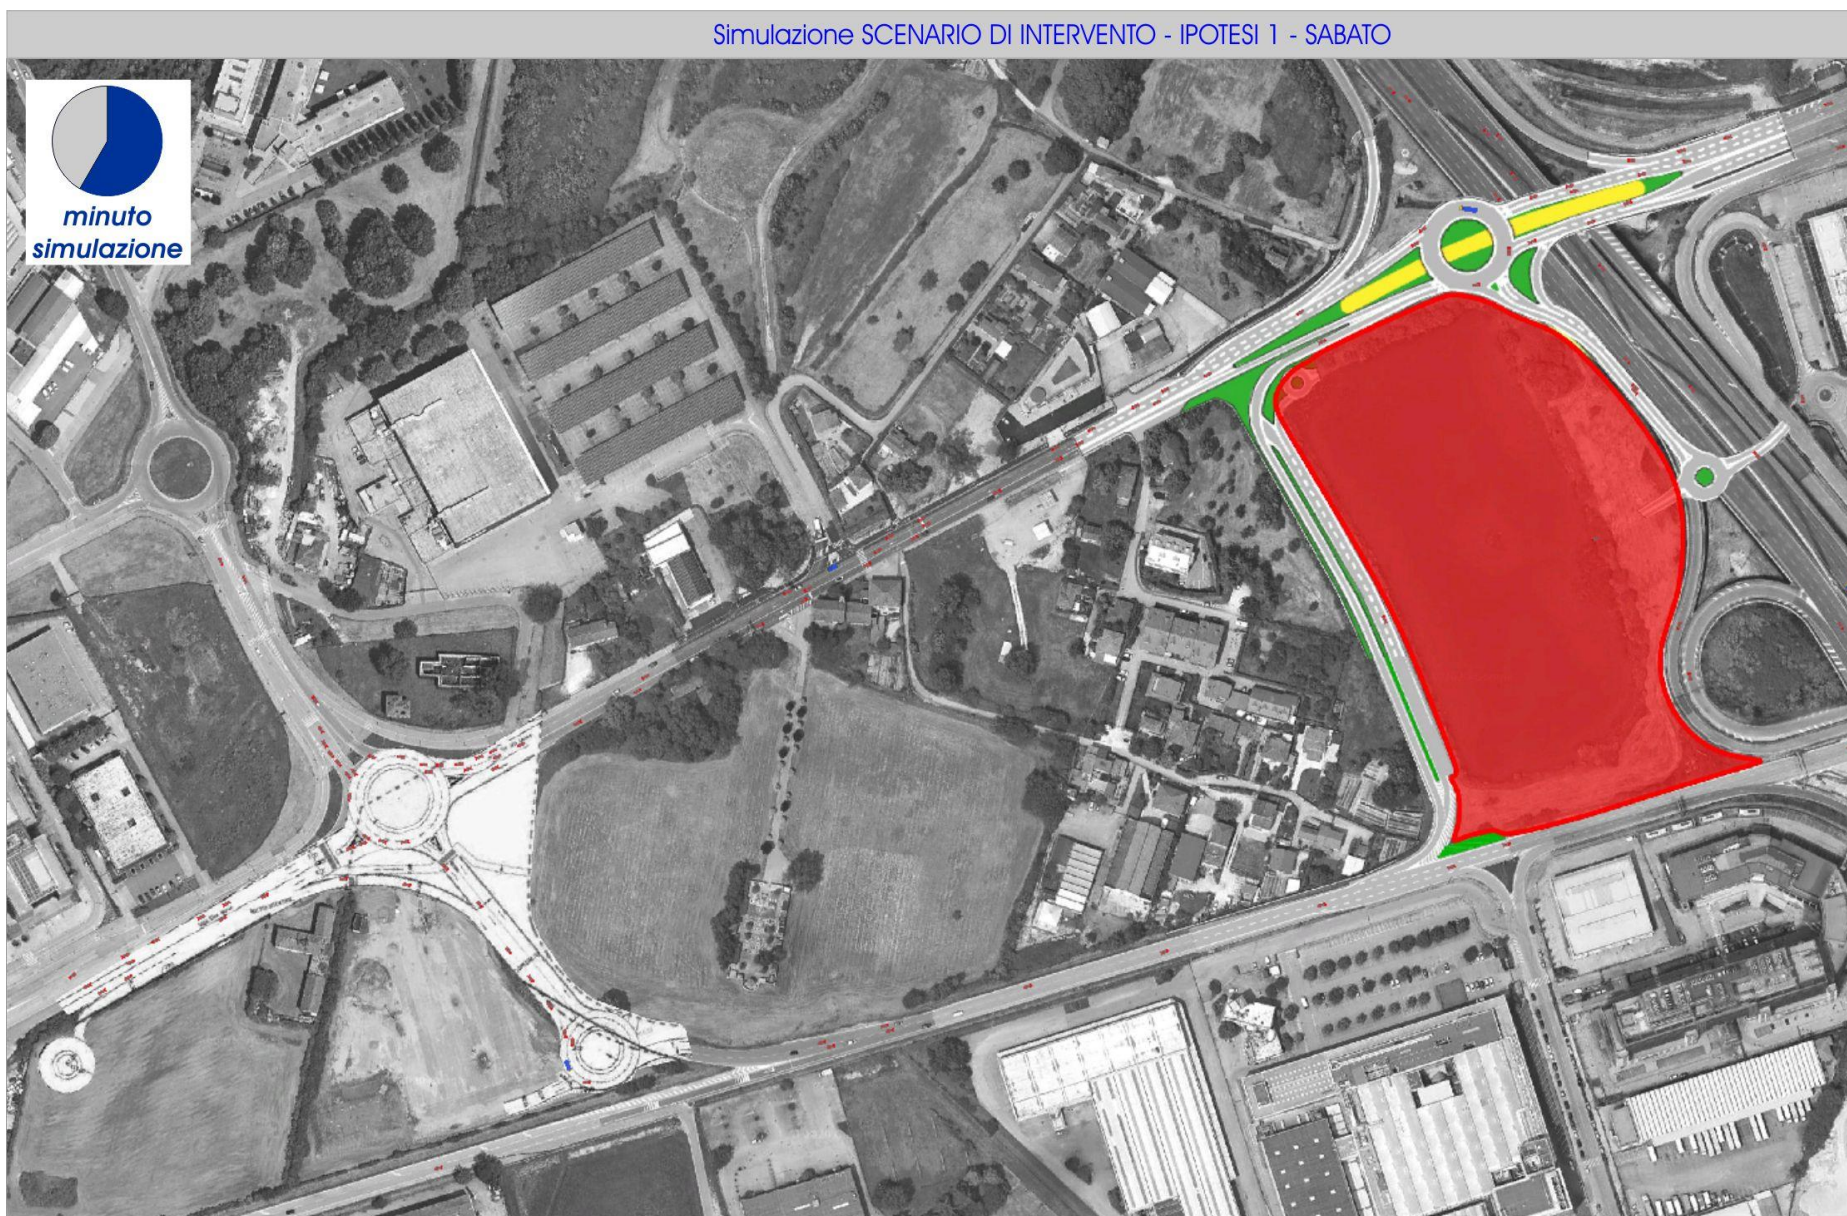 Simulazione SCENARIO DI INTERVENTO - IPOTESI 1 - SABATO
minuto
simulazione